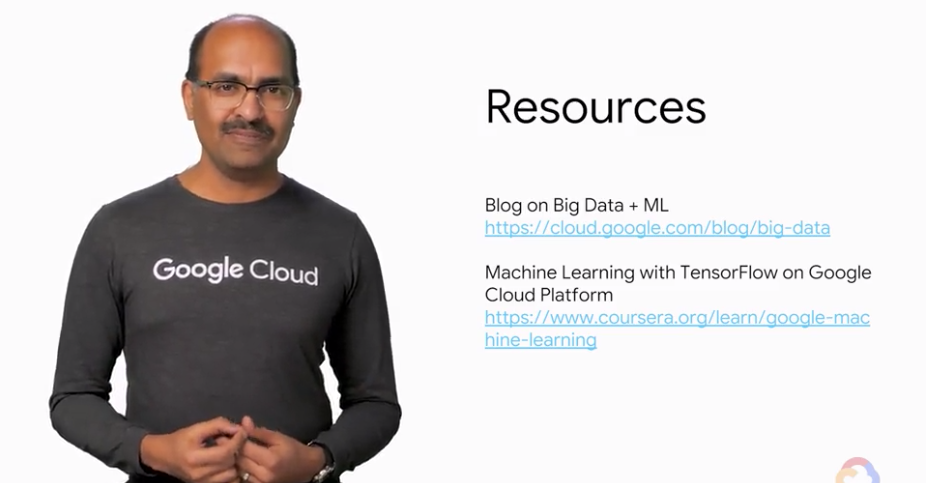 Google Cloud
Resources
Blog on Big Data + ML
https://cloud.google.com/blog/big-data
Machine Learning with TensorFlow on Google
Cloud Platform
https://www.coursera.org/learn/google-mac
hine-learning